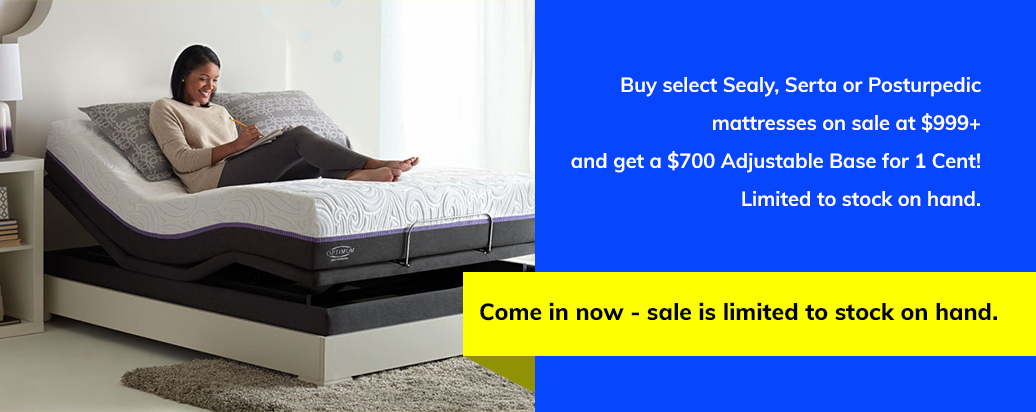 OPTIMUM
Buy select Sealy, Serta or Posturpedic
mattresses on sale at $999+
and get a $700 Adjustable Base for 1 Cent!
Limited to stock on hand.
Come in now - sale is limited to stock on hand.